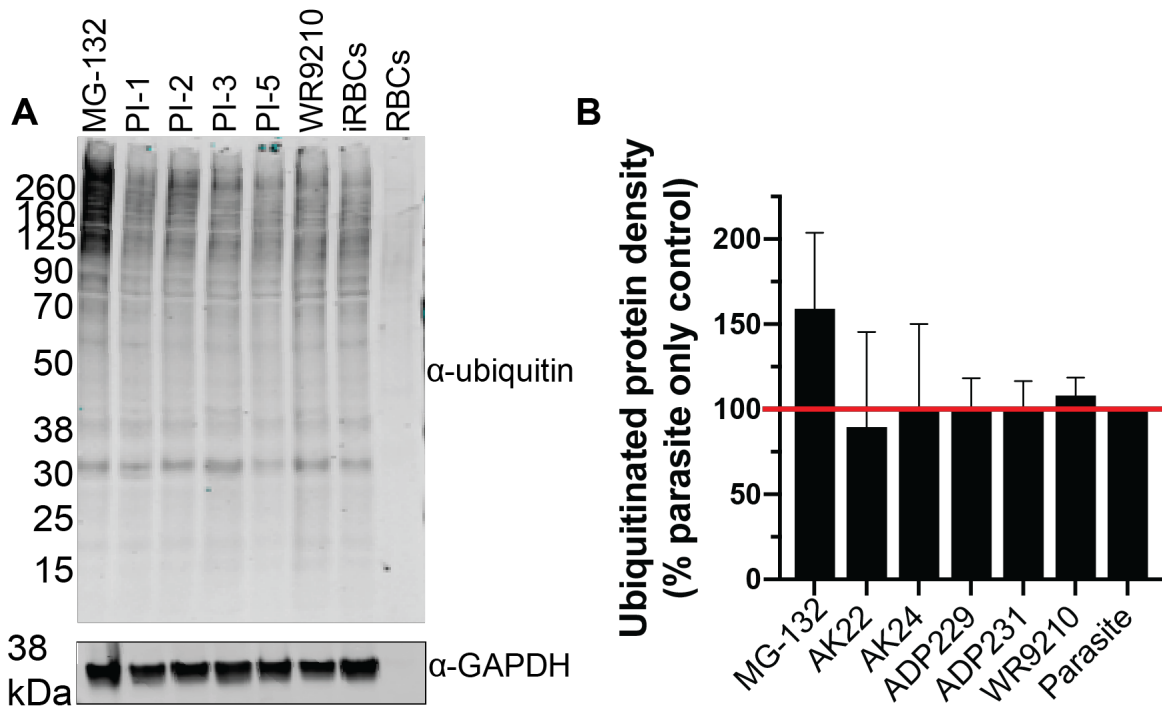 A
MG-132
PI-1
PI-2
PI-3
PI-5
WR9210
iRBCs
RBCs
260
160
125
90
70
50
38
30
25
15
α-ubiquitin
38
kDa
α-GAPDH
B
Ubiquitinated protein density
(% parasite only control)
200
150
100
50
0
MG-132
AK22
AK24
ADP229
ADP231
WR9210
Parasite